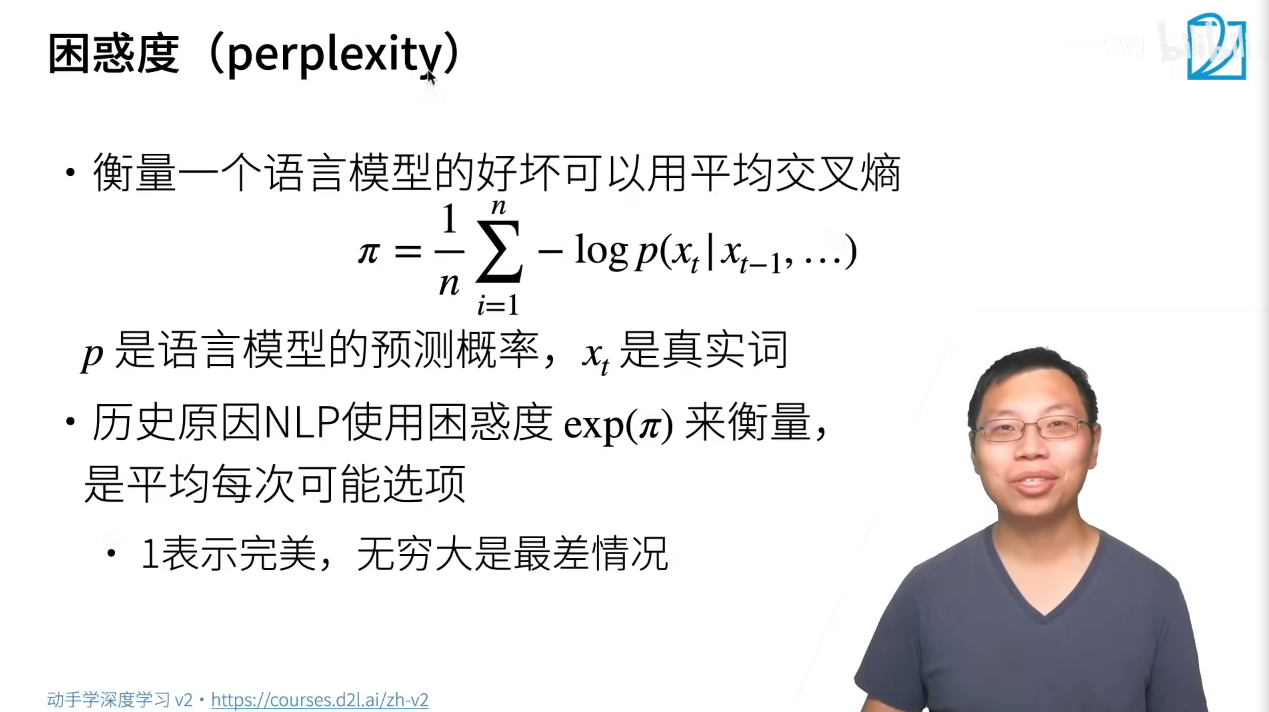 困惑度（perplexity）
• 衡量一个语言模型的好坏可以用平均交叉熵
π = 1/n ∑_{i=1}^{n} − log p(x_t | x_{t−1}, …)
p 是语言模型的预测概率，x_t 是真实词
• 历史原因NLP使用困惑度 exp(π) 来衡量，
是平均每次可能选项
• 1表示完美，无穷大是最差情况
动手学深度学习 v2 • https://courses.d2l.ai/zh-v2